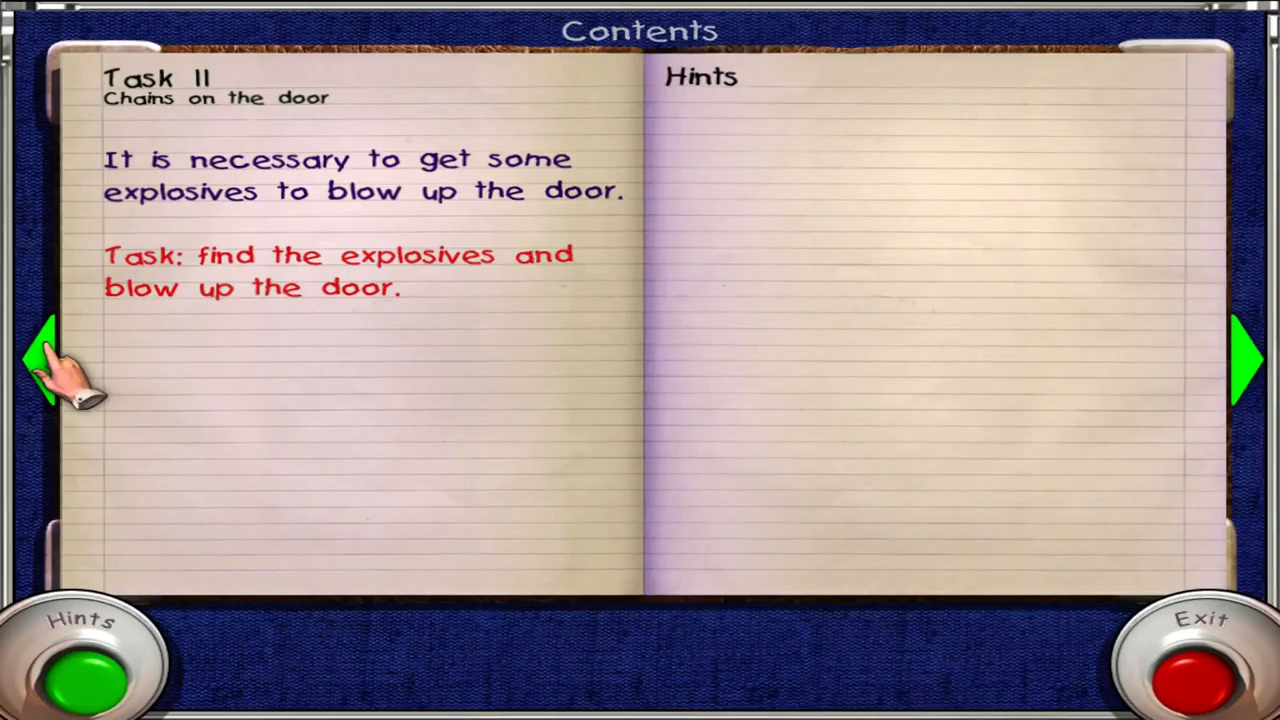 Contents
Task 11
Chains on the door
It is necessary to get some
explosives to blow up the door.
Task: find the explosives and
blow up the door.
Hints
Hints
Exit